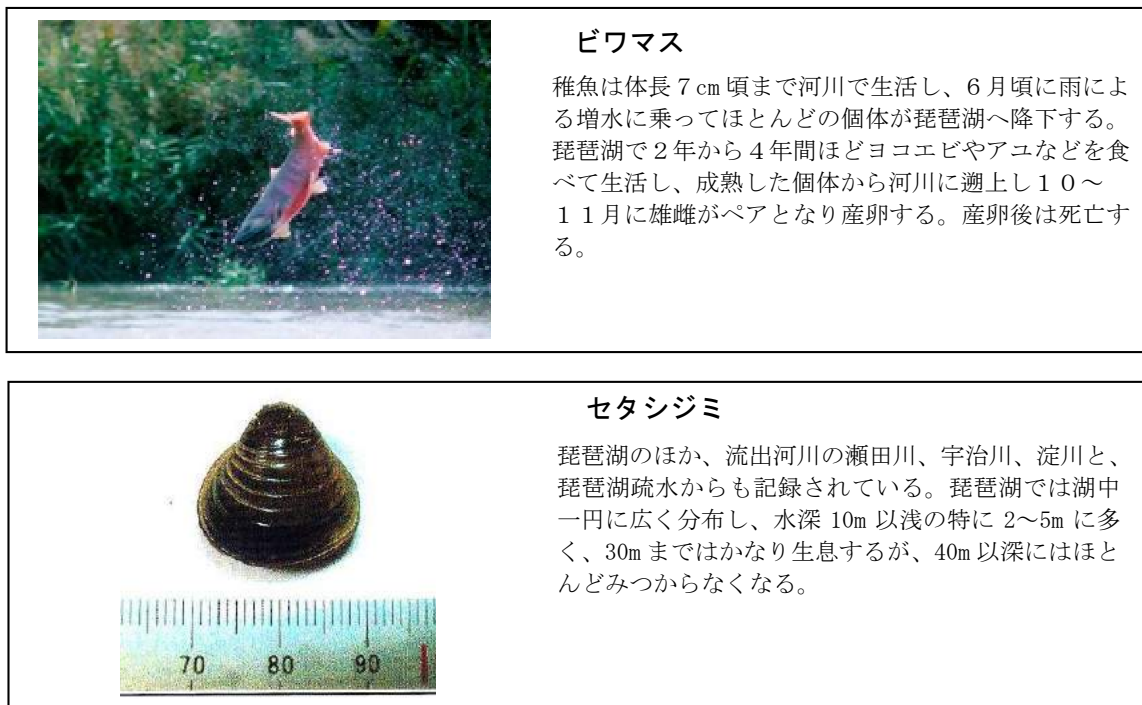 ビワマス
稚魚は体長７cm 頃まで河川で生活し、６月頃に雨によ
る増水に乗ってほとんどの個体が琵琶湖へ降下する。
琵琶湖で２年から４年間ほどヨコエビやアユなどを食
べて生活し、成熟した個体から河川に遡上し１０～
１１月に雄雌がペアとなり産卵する。産卵後は死亡す
る。
セタシジミ
琵琶湖のほか、流出河川の瀬田川、宇治川、淀川と、
琵琶湖疏水からも記録されている。琵琶湖では湖中
一円に広く分布し、水深 10m 以浅の特に 2～5m に多
く、30m まではかなり生息するが、40m 以深にはほと
んどみつからなくなる。
70 80 90